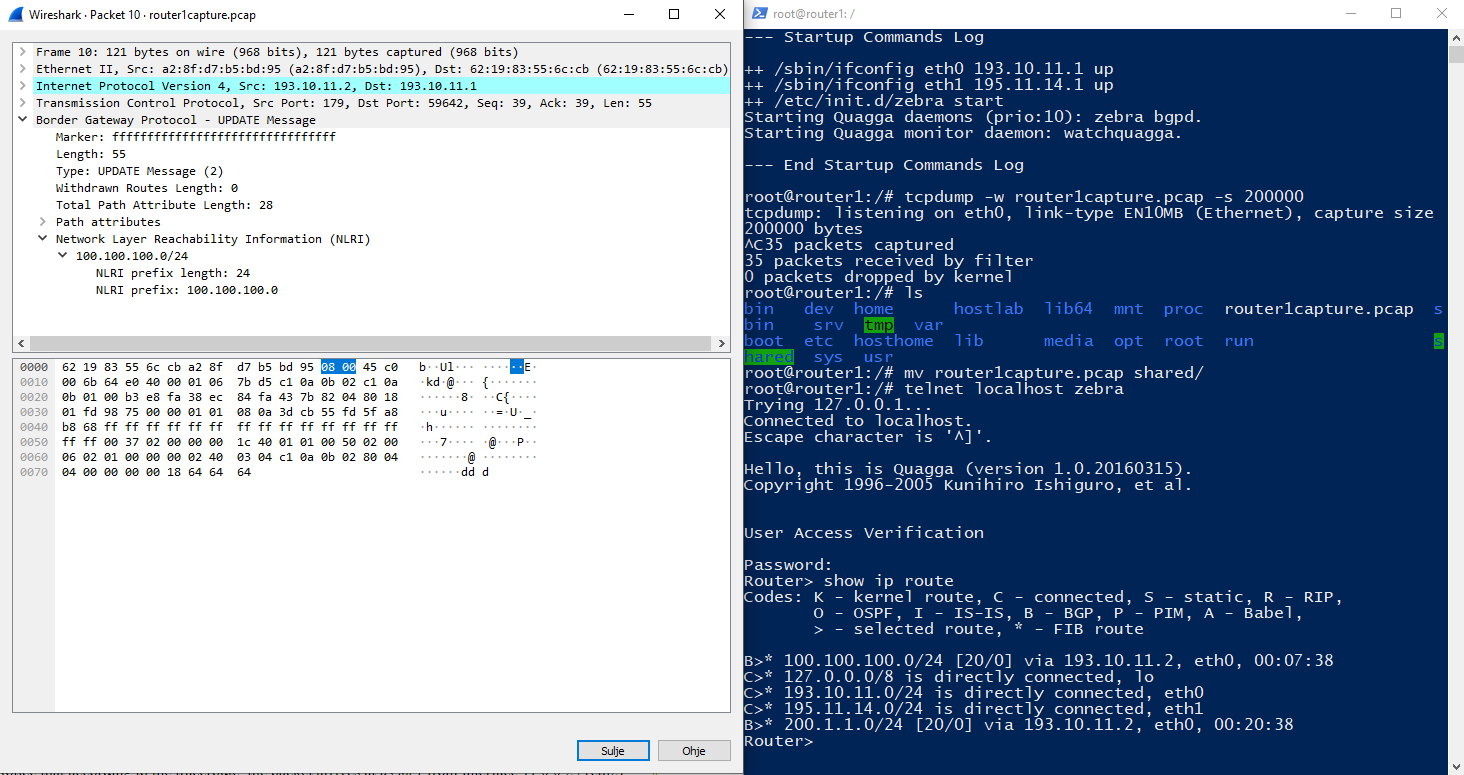 Wireshark · Packet 10 · router1capture.pcap
Frame 10: 121 bytes on wire (968 bits), 121 bytes captured (968 bits)
Ethernet II, Src: a2:8f:d7:b5:bd:95 (a2:8f:d7:b5:bd:95), Dst: 62:19:83:55:6c:cb (62:19:83:55:6c:cb)
Internet Protocol Version 4, Src: 193.10.11.2, Dst: 193.10.11.1
Transmission Control Protocol, Src Port: 179, Dst Port: 59642, Seq: 39, Ack: 39, Len: 55
Border Gateway Protocol - UPDATE Message
Marker: ffffffffffffffffffffffffffffffff
Length: 55
Type: UPDATE Message (2)
Withdrawn Routes Length: 0
Total Path Attribute Length: 28
Path attributes
Network Layer Reachability Information (NLRI)
100.100.100.0/24
NLRI prefix length: 24
NLRI prefix: 100.100.100.0
0000 62 19 83 55 6c cb a2 8f d7 b5 bd 95 08 00 45 c0 b··Ul··· ······E·
0010 00 6b 64 e0 40 00 01 06 7b d5 c1 0a 0b 02 c1 0a ·kd·@··· {·······
0020 0b 01 00 b3 e8 fa 38 ec 84 fa 43 7b 82 04 80 18 ······8· ··C{····
0030 01 fd 98 75 00 00 01 01 08 0a 3d cb 55 fd 5f a8 ···u···· ··=·U·_·
0040 b8 68 ff ff ff ff ff ff ff ff ff ff ff ff ff ff ·h······ ········
0050 ff ff 00 37 02 00 00 00 1c 40 01 01 00 50 02 00 ···7···· ·@···P··
0060 06 02 01 00 00 00 02 40 03 04 c1 0a 0b 02 80 04 ·······@ ········
0070 04 00 00 00 00 18 64 64 64 ······dd d
Sulje
Ohje
root@router1: /
--- Startup Commands Log
++ /sbin/ifconfig eth0 193.10.11.1 up
++ /sbin/ifconfig eth1 195.11.14.1 up
++ /etc/init.d/zebra start
Starting Quagga daemons (prio:10): zebra bgpd.
Starting Quagga monitor daemon: watchquagga.
--- End Startup Commands Log
root@router1:/# tcpdump -w router1capture.pcap -s 200000
tcpdump: listening on eth0, link-type EN10MB (Ethernet), capture size
200000 bytes
^C35 packets captured
35 packets received by filter
0 packets dropped by kernel
root@router1:/# ls
bin dev home hostlab lib64 mnt proc router1capture.pcap s
bin srv tmp var
boot etc hosthome lib media opt root run s
hared sys usr
root@router1:/# mv router1capture.pcap shared/
root@router1:/# telnet localhost zebra
Trying 127.0.0.1...
Connected to localhost.
Escape character is '^]'.
Hello, this is Quagga (version 1.0.20160315).
Copyright 1996-2005 Kunihiro Ishiguro, et al.
User Access Verification
Password:
Router> show ip route
Codes: K - kernel route, C - connected, S - static, R - RIP,
O - OSPF, I - IS-IS, B - BGP, P - PIM, A - Babel,
> - selected route, * - FIB route
B>* 100.100.100.0/24 [20/0] via 193.10.11.2, eth0, 00:07:38
C>* 127.0.0.0/8 is directly connected, lo
C>* 193.10.11.0/24 is directly connected, eth0
C>* 195.11.14.0/24 is directly connected, eth1
B>* 200.1.1.0/24 [20/0] via 193.10.11.2, eth0, 00:20:38
Router>